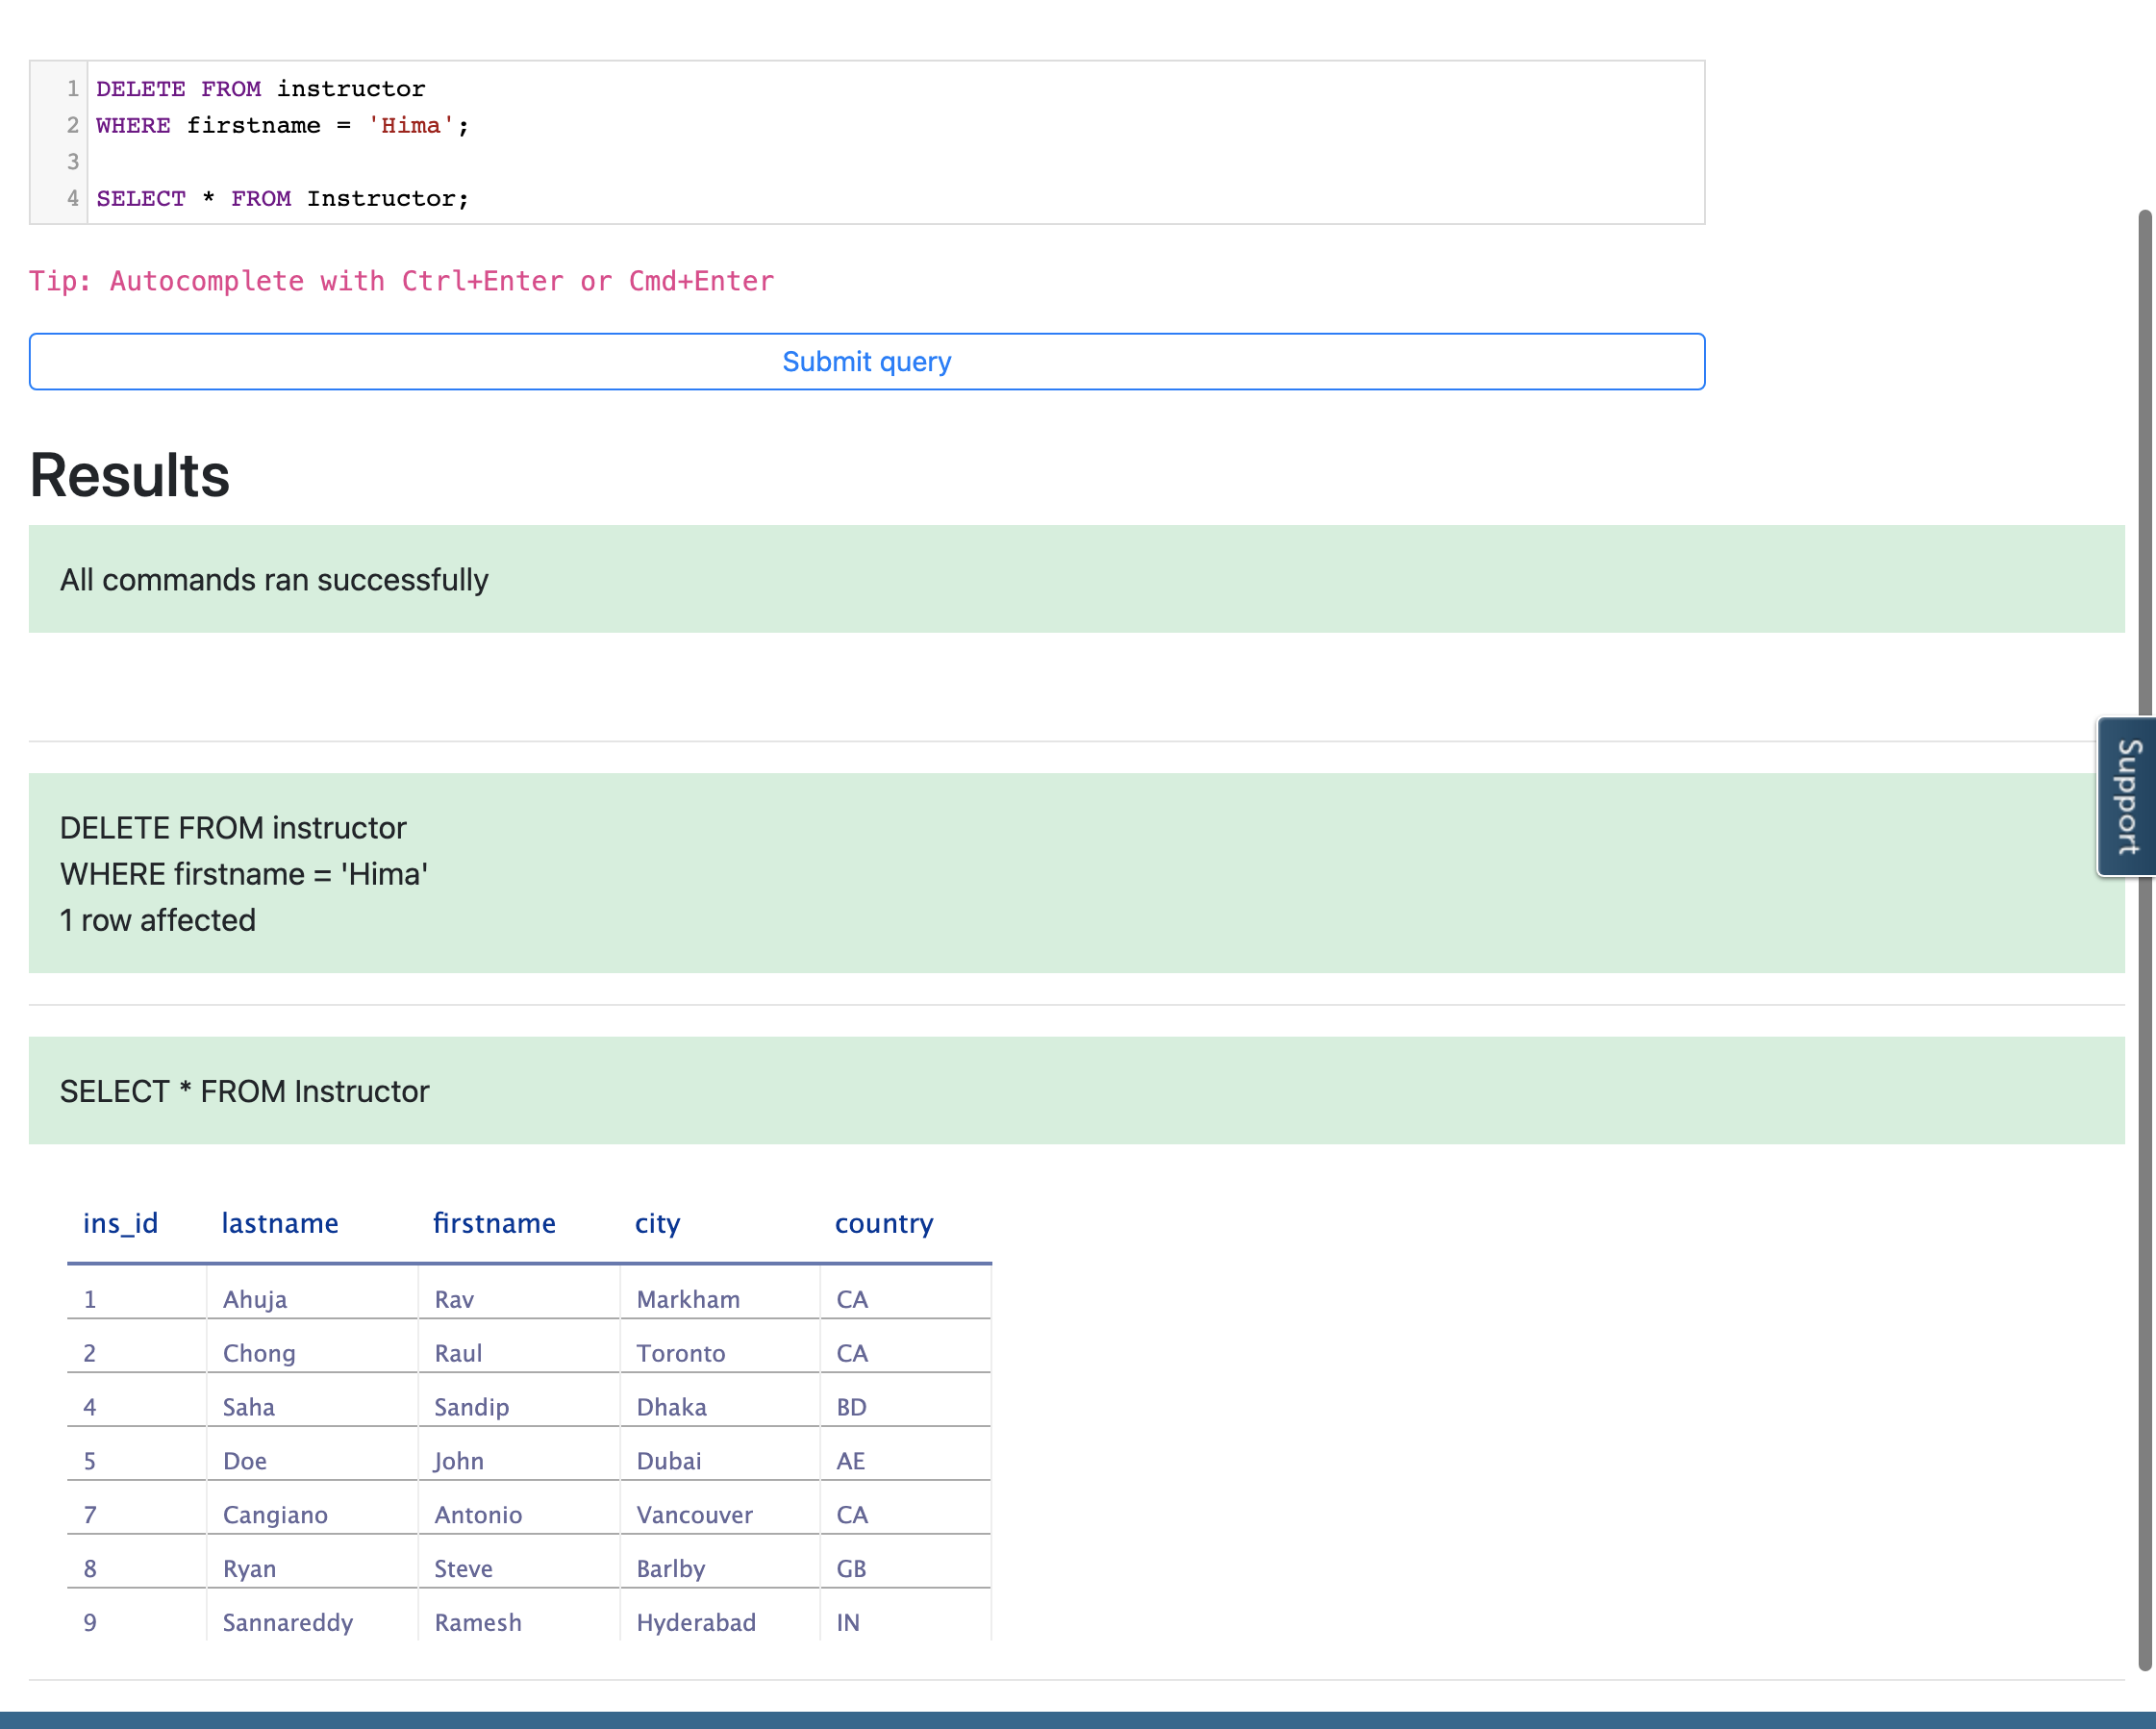 1 DELETE FROM instructor
2 WHERE firstname = 'Hima';
3
4 SELECT * FROM Instructor;
Tip: Autocomplete with Ctrl+Enter or Cmd+Enter
Submit query
Results
All commands ran successfully
Support
DELETE FROM instructor
WHERE firstname = 'Hima'
1 row affected
SELECT * FROM Instructor
ins_id lastname firstname city country
1 Ahuja Rav Markham CA
2 Chong Raul Toronto CA
4 Saha Sandip Dhaka BD
5 Doe John Dubai AE
7 Cangiano Antonio Vancouver CA
8 Ryan Steve Barlby GB
9 Sannareddy Ramesh Hyderabad IN